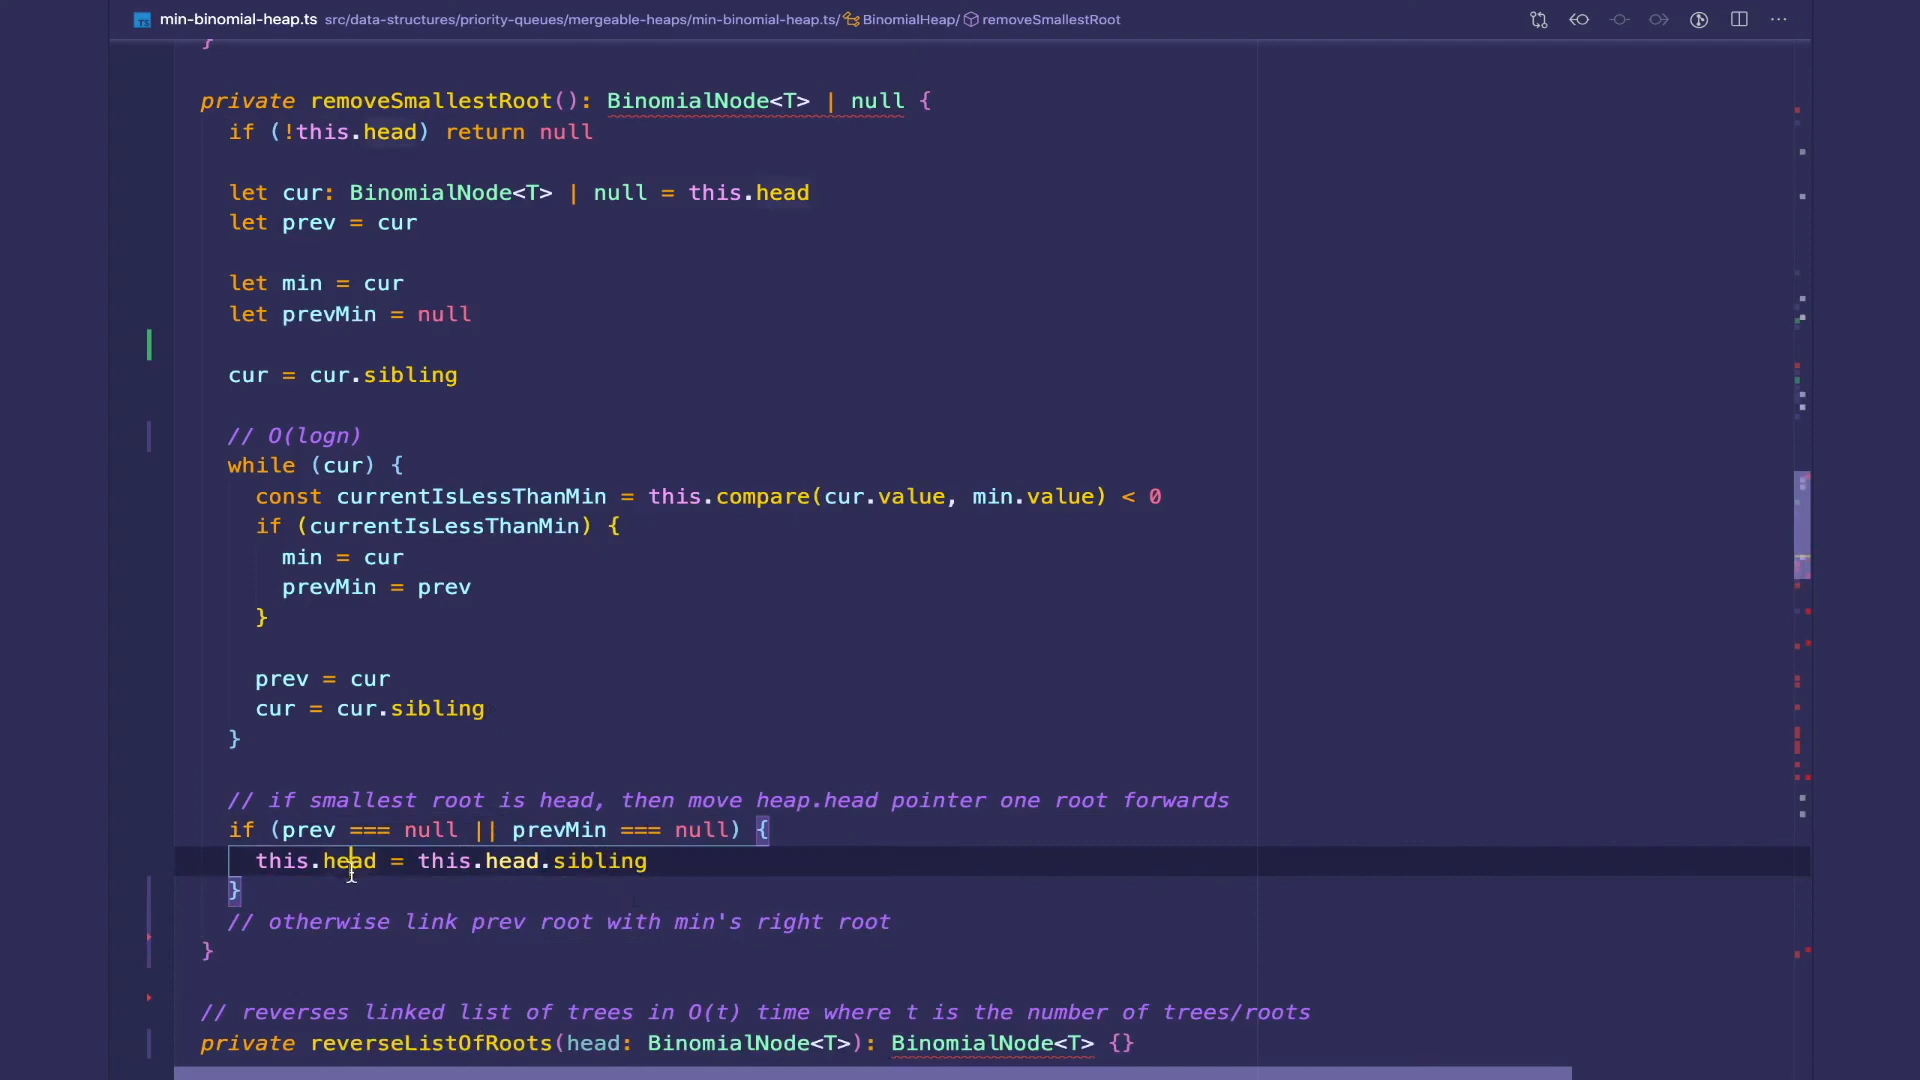 TS min-binomial-heap.ts src/data-structures/priority-queues/mergeable-heaps/min-binomial-heap.ts/ BinomialHeap/ removeSmallestRoot
}
private removeSmallestRoot(): BinomialNode<T> | null {
if (!this.head) return null
let cur: BinomialNode<T> | null = this.head
let prev = cur
let min = cur
let prevMin = null
cur = cur.sibling
// O(logn)
while (cur) {
const currentIsLessThanMin = this.compare(cur.value, min.value) < 0
if (currentIsLessThanMin) {
min = cur
prevMin = prev
}
prev = cur
cur = cur.sibling
}
// if smallest root is head, then move heap.head pointer one root forwards
if (prev === null || prevMin === null) {
this.head = this.head.sibling
}
// otherwise link prev root with min's right root
}
// reverses linked list of trees in O(t) time where t is the number of trees/roots
private reverseListOfRoots(head: BinomialNode<T>): BinomialNode<T> {}